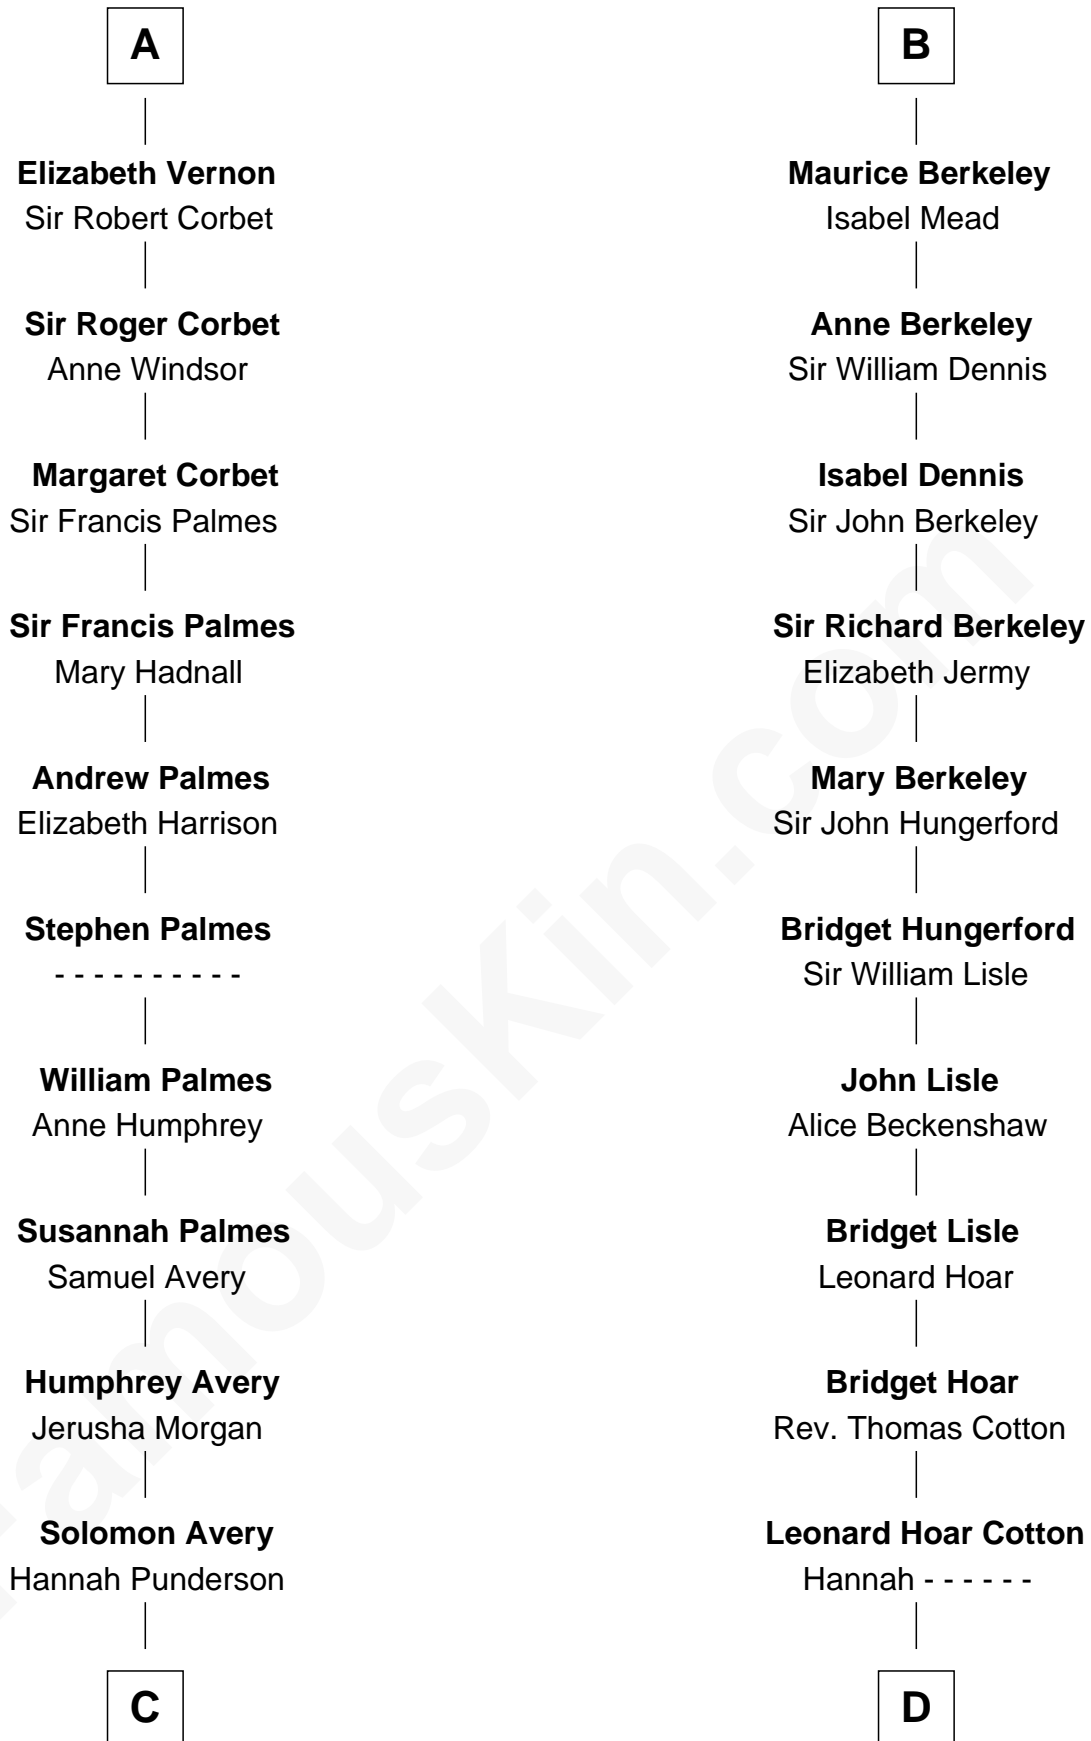 A
Elizabeth Vernon
Sir Robert Corbet
Sir Roger Corbet
Anne Windsor
Margaret Corbet
Sir Francis Palmes
Sir Francis Palmes
Mary Hadnall
Andrew Palmes
Elizabeth Harrison
Stephen Palmes
- - - - - - - - - -
William Palmes
Anne Humphrey
Susannah Palmes
Samuel Avery
Humphrey Avery
Jerusha Morgan
Solomon Avery
Hannah Punderson
C
B
Maurice Berkeley
Isabel Mead
Anne Berkeley
Sir William Dennis
Isabel Dennis
Sir John Berkeley
Sir Richard Berkeley
Elizabeth Jermy
Mary Berkeley
Sir John Hungerford
Bridget Hungerford
Sir William Lisle
John Lisle
Alice Beckenshaw
Bridget Lisle
Leonard Hoar
Bridget Hoar
Rev. Thomas Cotton
Leonard Hoar Cotton
Hannah - - - - - -
D
FamousKin.com